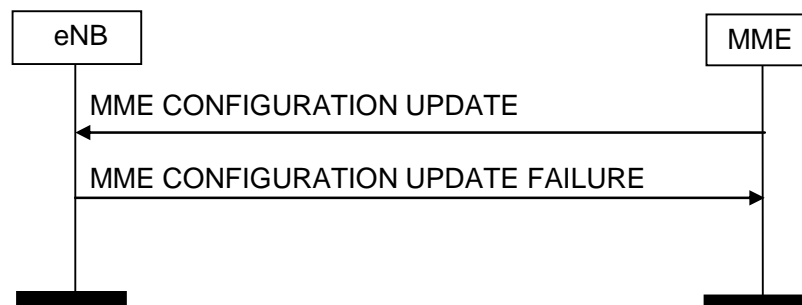 eNB
MME
MME CONFIGURATION UPDATE
MME CONFIGURATION UPDATE FAILURE